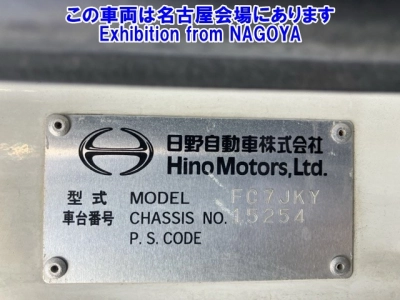 この車両は名古屋会場にあります
Exhibition from NAGOYA
日野自動車株式会社
Hino Motors, Ltd.
型式 MODEL FC7JKY
車台番号 CHASSIS NO. 15254
P. S. CODE